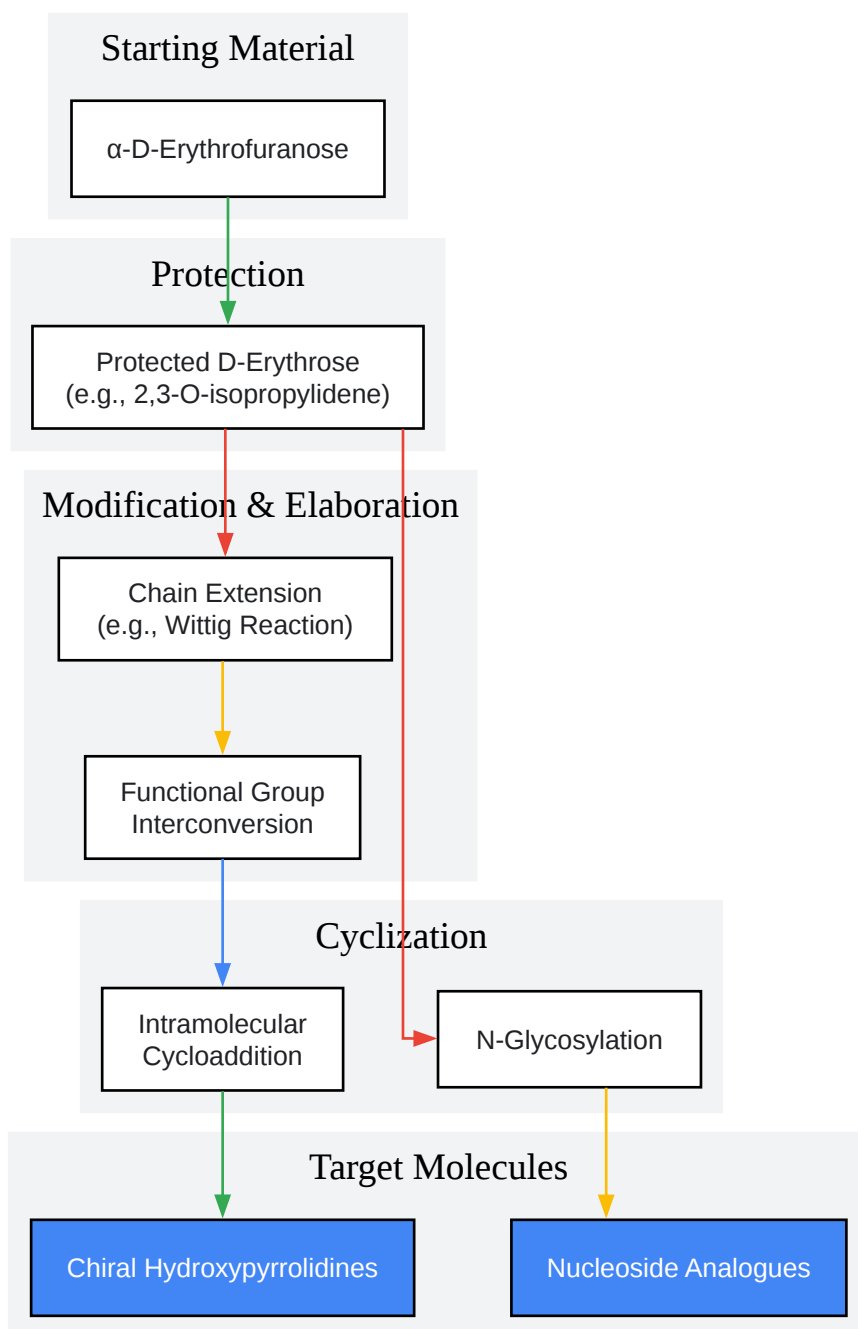 Starting Material
α-D-Erythrofuranose
Protection
Protected D-Erythrose
(e.g., 2,3-O-isopropylidene)
Modification & Elaboration
Chain Extension
(e.g., Wittig Reaction)
Functional Group
Interconversion
Cyclization
Intramolecular
Cycloaddition
N-Glycosylation
Target Molecules
Chiral Hydroxypyrrolidines
Nucleoside Analogues